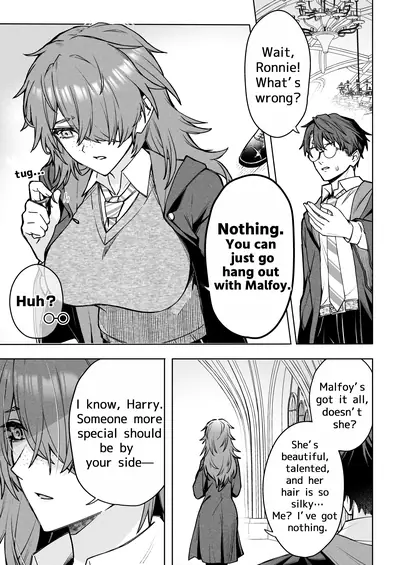 Wait,
Ronnie!
What's
wrong?
tug...
Nothing.
You can
just go
hang out
with Malfoy.
Huh?
Malfoy's
got it all,
doesn't
she?
She's
beautiful,
talented,
and her
hair is so
silky...
Me? I've got
nothing.
I know, Harry.
Someone more
special should
be by
your side—